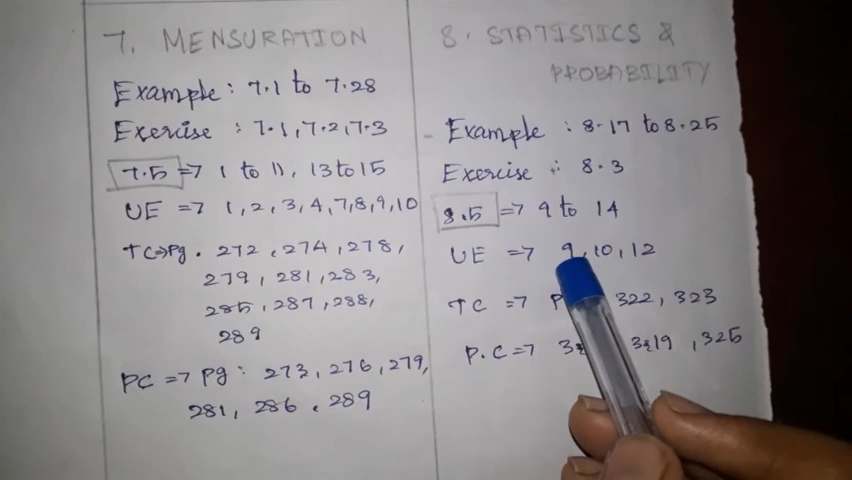 7. MENSURATION
Example : 7.1 to 7.28
Exercise : 7.1, 7.2, 7.3
7.5 => 1 to 11, 13 to 15
UE => 1, 2, 3, 4, 7, 8, 9, 10
TC => Pg. 272, 274, 278,
279, 281, 283,
285, 287, 288,
289
PC => Pg : 273, 276, 279,
281, 286, 289
8. STATISTICS &
PROBABILITY
Example : 8.17 to 8.25
Exercise : 8.3
8.5 => 9 to 14
UE => 9, 10, 12
TC => 322, 323
P.C => 325